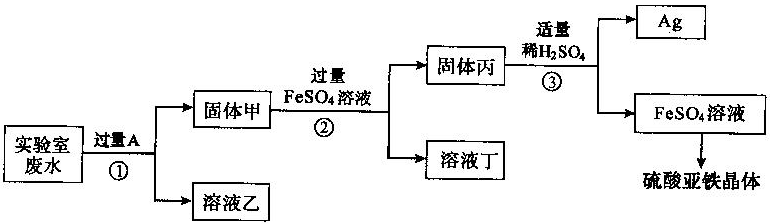 实验室
废水
过量A
①
固体甲
溶液乙
过量
FeSO₄溶液
②
固体丙
溶液丁
适量
稀H₂SO₄
③
Ag
FeSO₄溶液
硫酸亚铁晶体